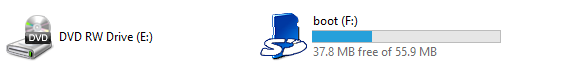 DVD
DVD RW Drive (E:)
SD
boot (F:)
37.8 MB free of 55.9 MB